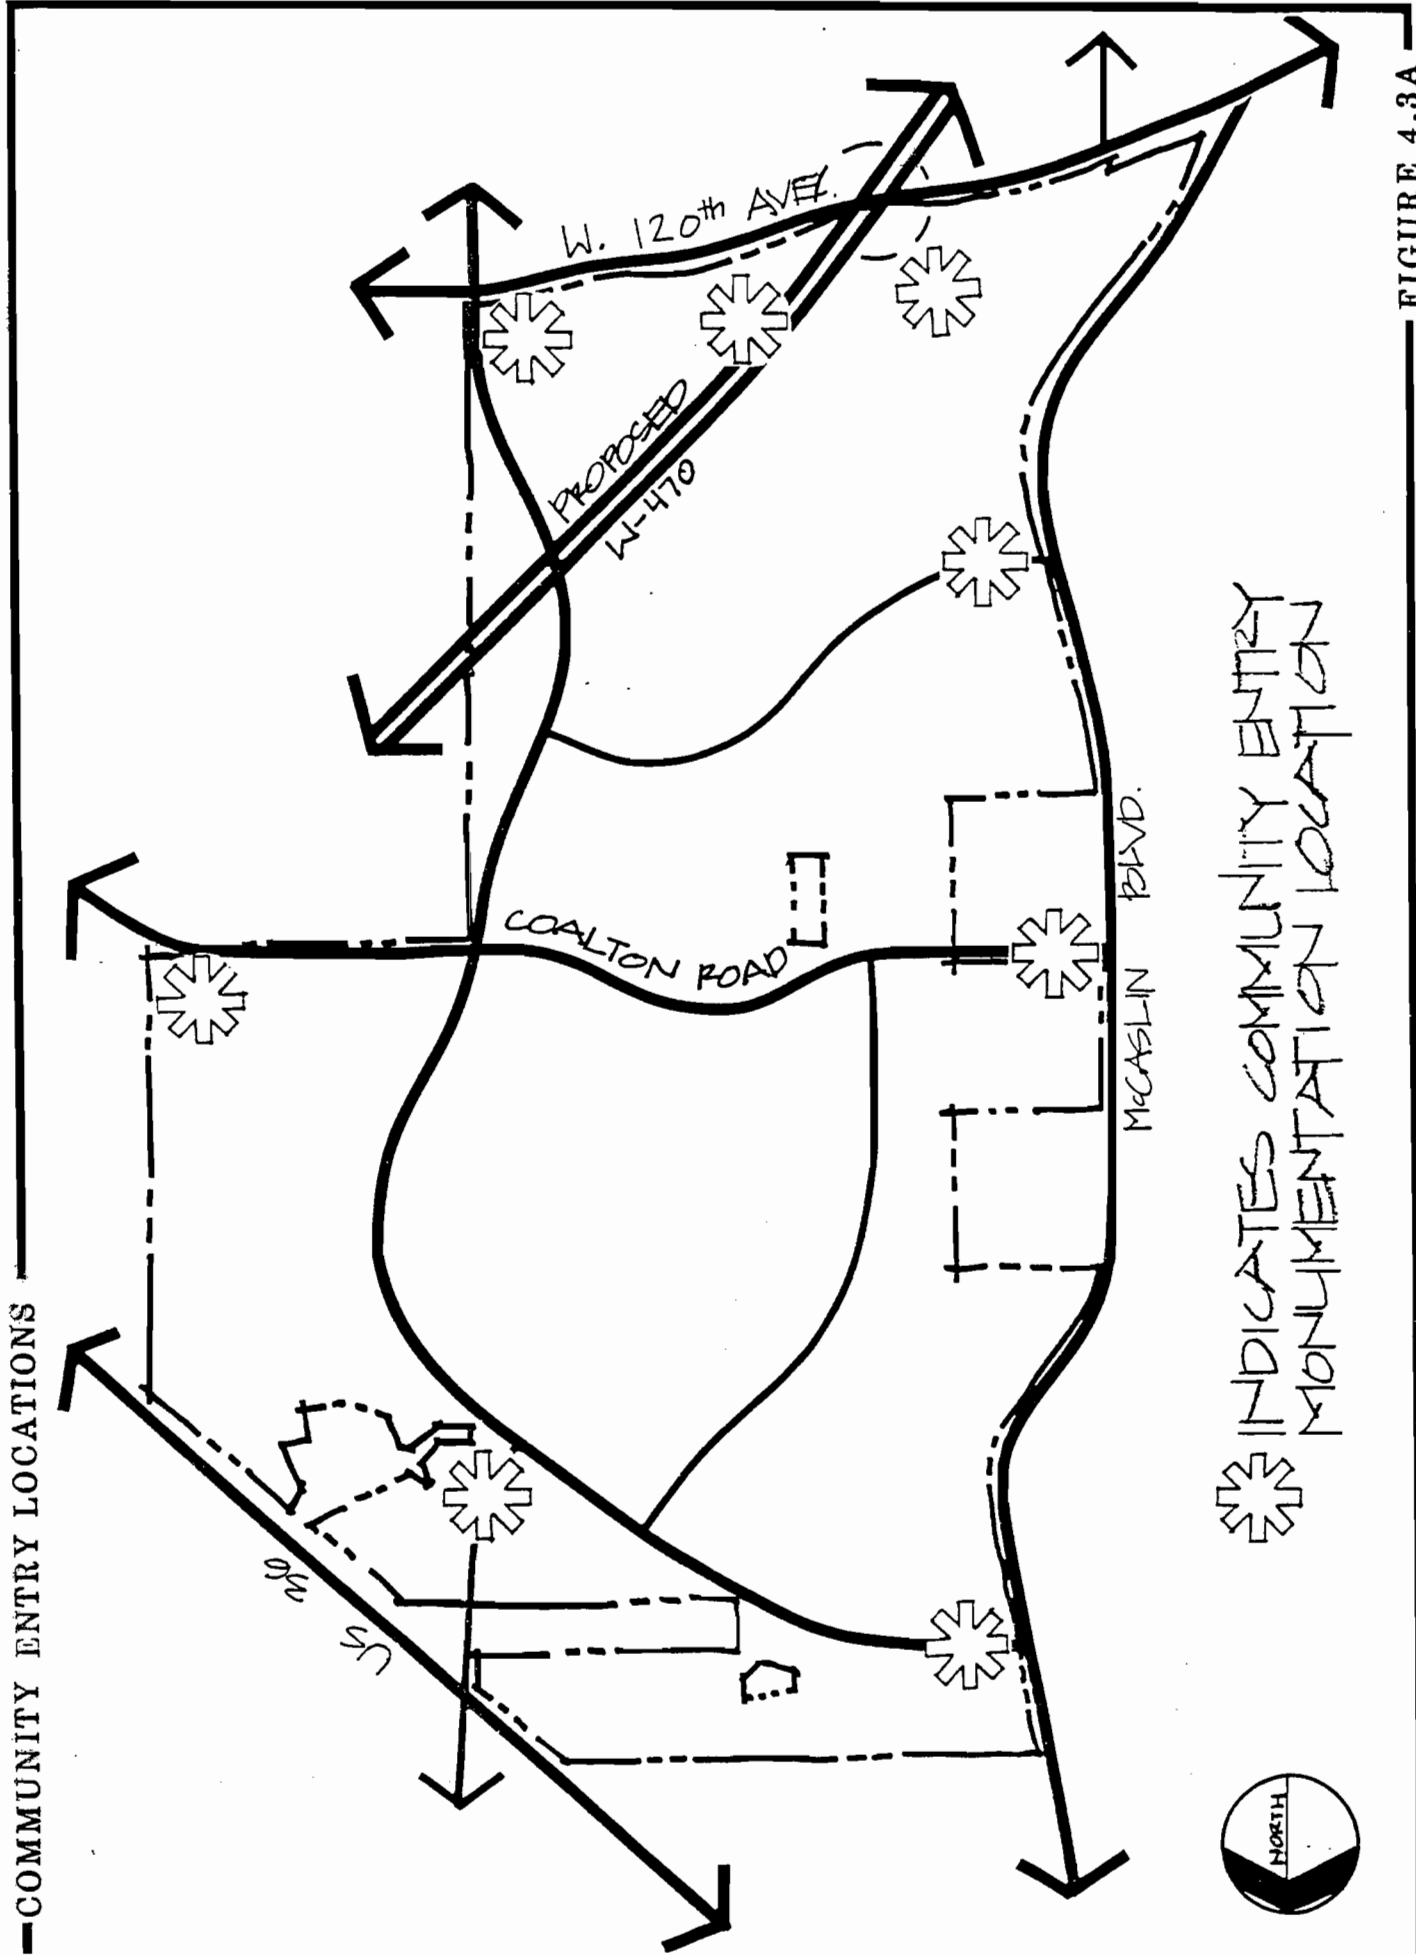 COMMUNITY ENTRY LOCATIONS
US 36
W. 120th AVE.
PROPOSED
W-470
COALTON ROAD
McCASLIN BLVD.
INDICATES COMMUNITY ENTRY
MONUMENTATION LOCATION
NORTH
FIGURE 4.3A